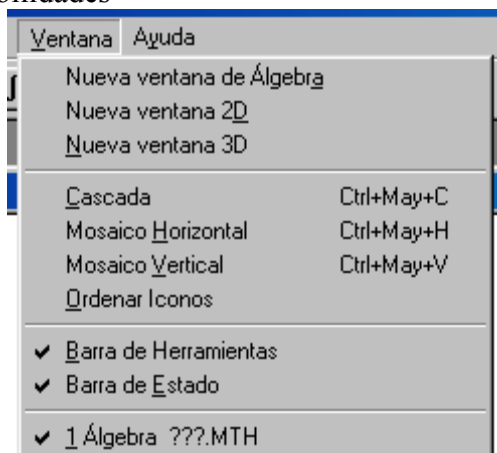 Ventana Ayuda
Nueva ventana de Álgebra
Nueva ventana 2D
Nueva ventana 3D
Cascada Ctrl+May+C
Mosaico Horizontal Ctrl+May+H
Mosaico Vertical Ctrl+May+V
Ordenar Iconos
Barra de Herramientas
Barra de Estado
1 Álgebra ???.MTH